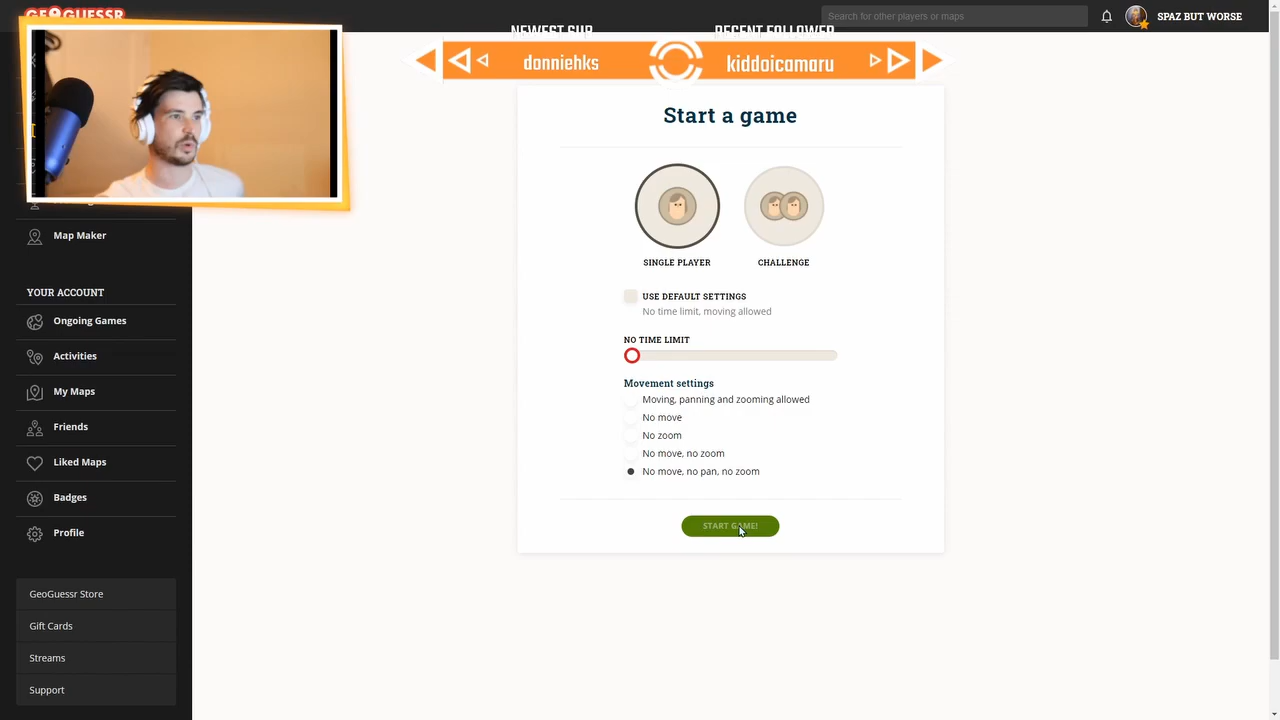 GEOGUESSR
Search for other players or maps
SPAZ BUT WORSE
NEWEST SUB
RECENT FOLLOWER
donniehks
kiddoicamaru
Start a game
SINGLE PLAYER
CHALLENGE
USE DEFAULT SETTINGS
No time limit, moving allowed
NO TIME LIMIT
Movement settings
Moving, panning and zooming allowed
No move
No zoom
No move, no zoom
No move, no pan, no zoom
START GAME!
Map Maker
YOUR ACCOUNT
Ongoing Games
Activities
My Maps
Friends
Liked Maps
Badges
Profile
GeoGuessr Store
Gift Cards
Streams
Support